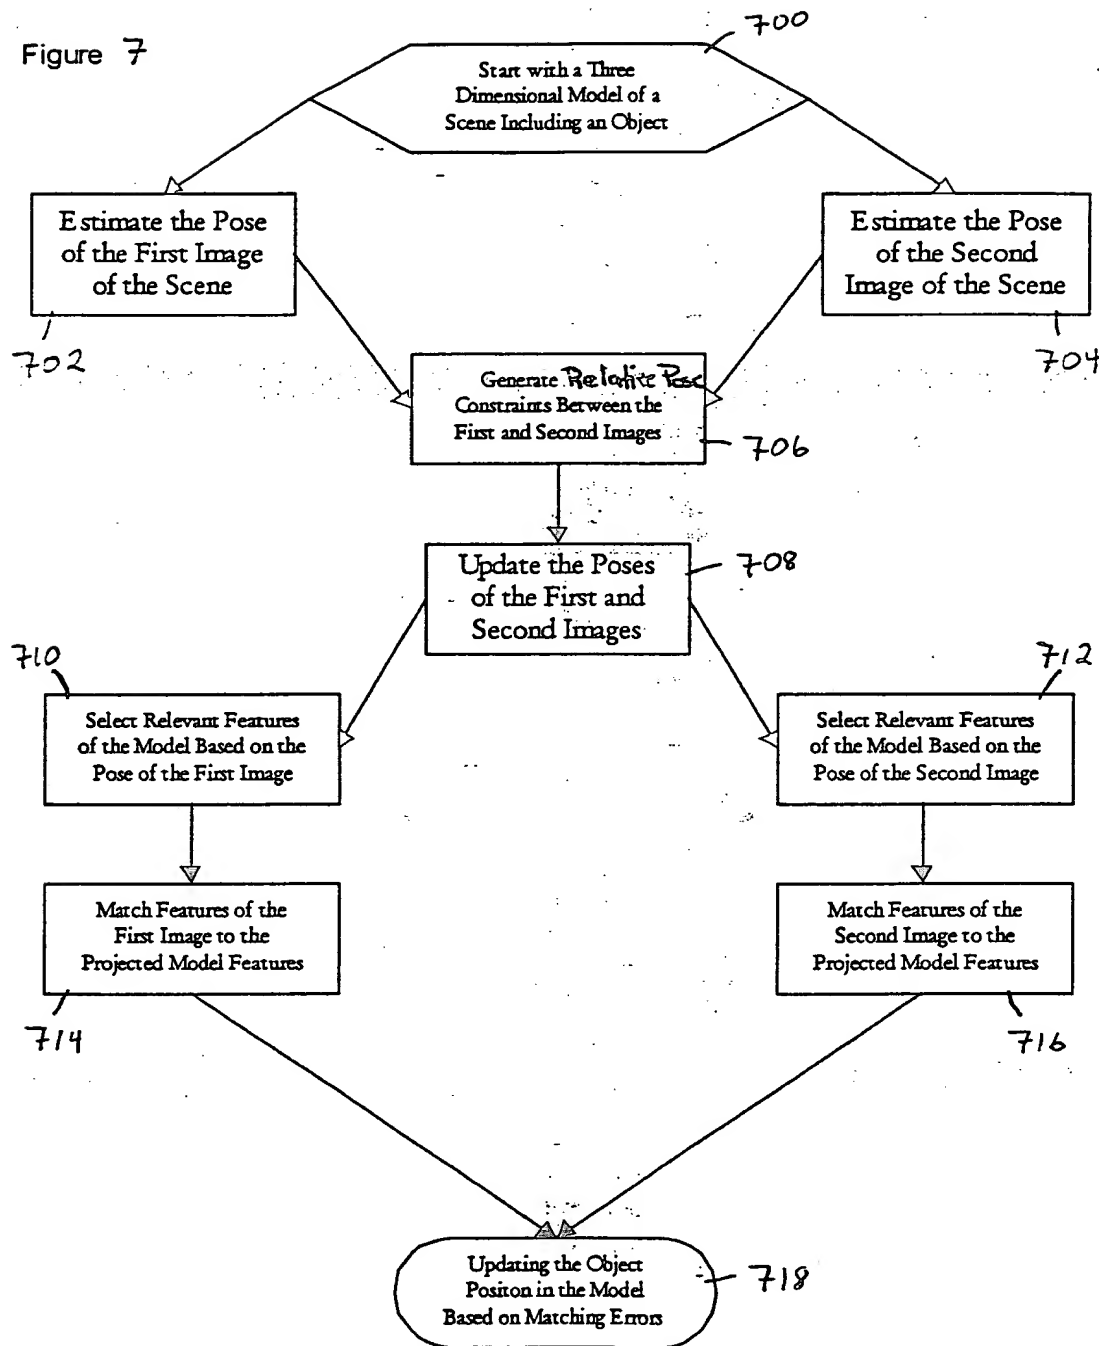 Figure 7
700
Start with a Three
Dimensional Model of a
Scene Including an Object
Estimate the Pose
of the First Image
of the Scene
702
Estimate the Pose
of the Second
Image of the Scene
704
Generate Relative Pose
Constraints Between the
First and Second Images
706
Update the Poses
of the First and
Second Images
708
710
Select Relevant Features
of the Model Based on the
Pose of the First Image
712
Select Relevant Features
of the Model Based on the
Pose of the Second Image
Match Features of the
First Image to the
Projected Model Features
714
Match Features of the
Second Image to the
Projected Model Features
716
Updating the Object
Positon in the Model
Based on Matching Errors
718